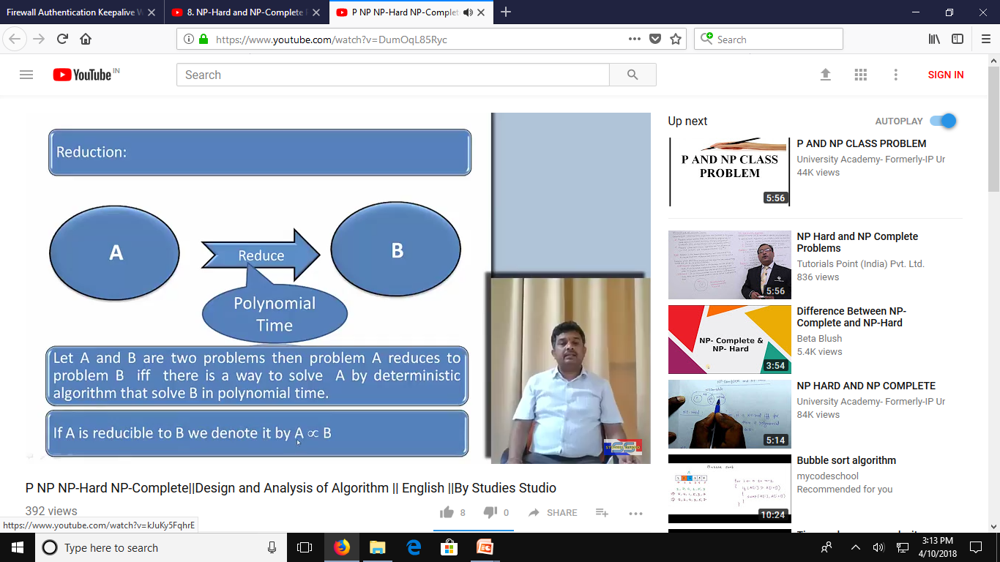 Firewall Authentication Keepalive W
8. NP-Hard and NP-Complete
P NP NP-Hard NP-Complete
https://www.youtube.com/watch?v=DumOqL85Ryc
Search
YouTube IN
Search
SIGN IN
Reduction:
A
Reduce
B
Polynomial
Time
Let A and B are two problems then problem A reduces to
problem B iff there is a way to solve A by deterministic
algorithm that solve B in polynomial time.
If A is reducible to B we denote it by A ∝ B
P NP NP-Hard NP-Complete||Design and Analysis of Algorithm || English ||By Studies Studio
392 views
8
0
SHARE
https://www.youtube.com/watch?v=kJuKy5FqhrE
Up next
AUTOPLAY
P AND NP CLASS
PROBLEM
5:56
P AND NP CLASS PROBLEM
University Academy- Formerly-IP Ur
44K views
5:56
NP Hard and NP Complete
Problems
Tutorials Point (India) Pvt. Ltd.
836 views
NP- Complete &
NP- Hard
3:54
Difference Between NP-
Complete and NP-Hard
Beta Blush
5.4K views
5:14
NP HARD AND NP COMPLETE
University Academy- Formerly-IP Ur
84K views
Bubble sort
10:24
Bubble sort algorithm
mycodeschool
Recommended for you
Type here to search
3:13 PM
4/10/2018